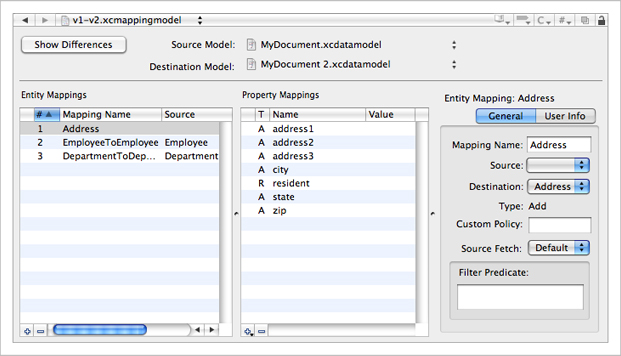 v1-v2.xcmappingmodel
C
#
Show Differences
Source Model: MyDocument.xcdatamodel
Destination Model: MyDocument 2.xcdatamodel
Entity Mappings
# Mapping Name Source
1 Address
2 EmployeeToEmployee Employee
3 DepartmentToDep... Department
Property Mappings
T Name Value
A address1
A address2
A address3
A city
R resident
A state
A zip
Entity Mapping: Address
General User Info
Mapping Name: Address
Source:
Destination: Address
Type: Add
Custom Policy:
Source Fetch: Default
Filter Predicate: